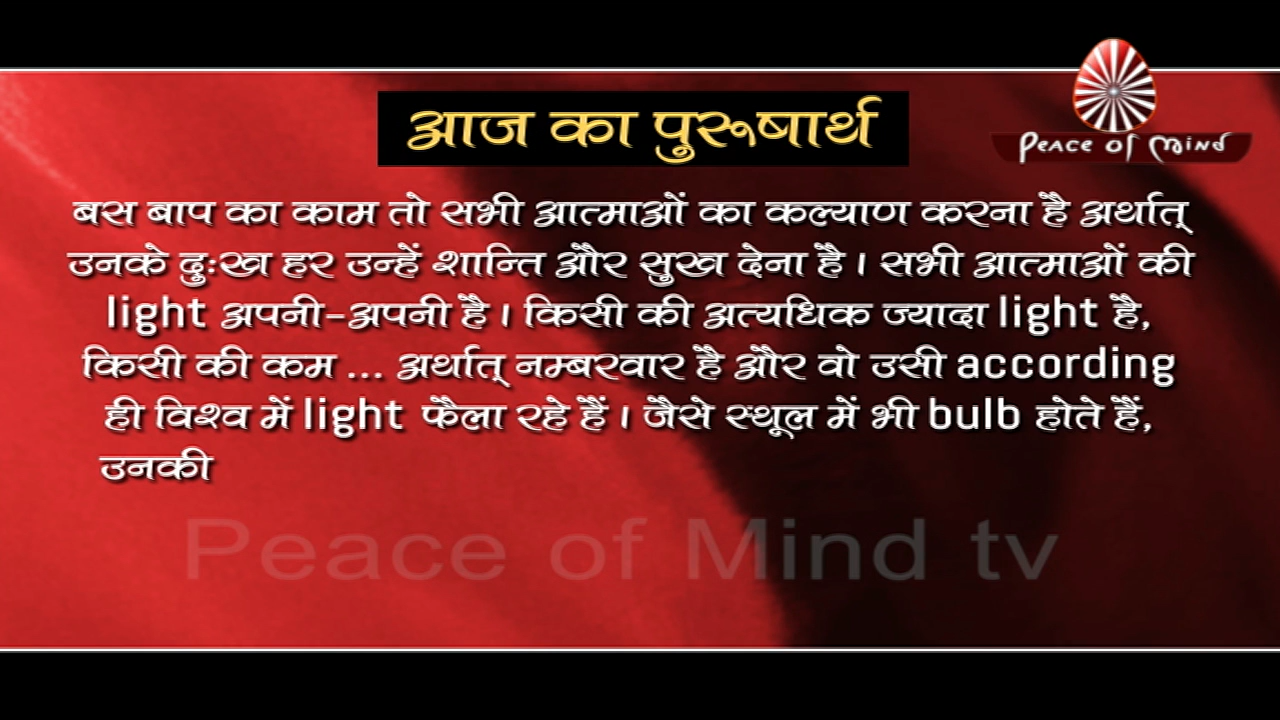 आज का पुरूषार्थ
Peace of Mind
बस बाप का काम तो सभी आत्माओं का कल्याण करना है अर्थात्
उनके दुःख हर उन्हें शान्ति और सुख देना है । सभी आत्माओं की
light अपनी-अपनी है । किसी की अत्यधिक ज्यादा light है,
किसी की कम ... अर्थात् नम्बरवार है और वो उसी according
ही विश्व में light फैला रहे हैं । जैसे स्थूल में भी bulb होते हैं,
उनकी
Peace of Mind tv